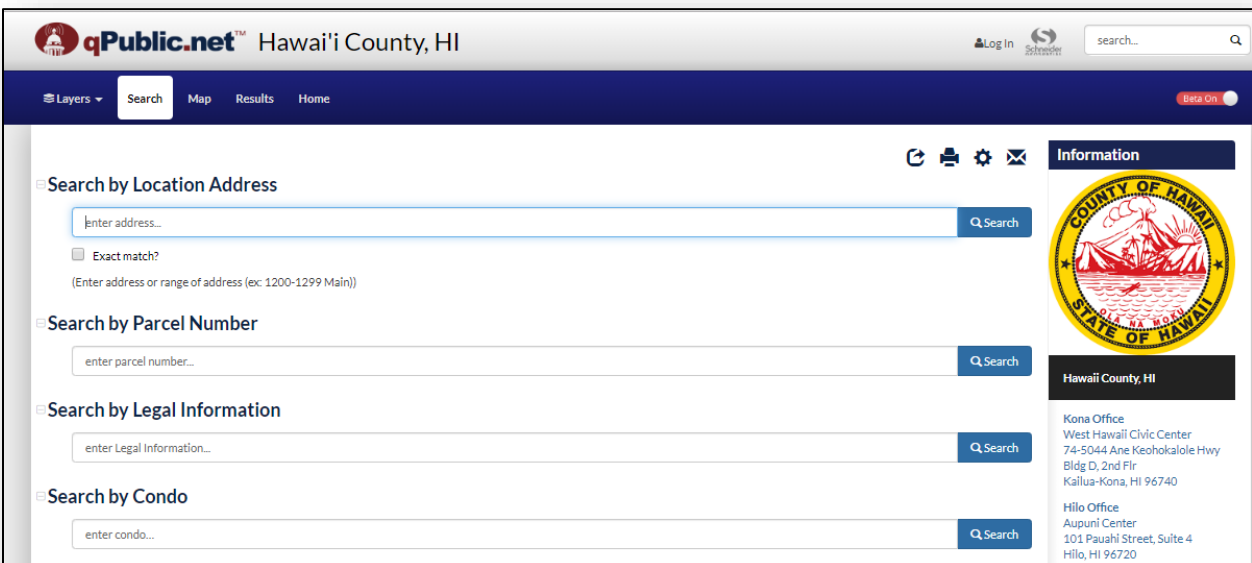 qPublic.net™ Hawai'i County, HI
Log In
Schneider
search...
Layers
Search
Map
Results
Home
Beta On
Search by Location Address
enter address...
Search
Exact match?
(Enter address or range of address (ex: 1200-1299 Main))
Search by Parcel Number
enter parcel number...
Search
Search by Legal Information
enter Legal Information...
Search
Search by Condo
enter condo...
Search
Information
COUNTY OF HAWAII
OLA NA MOKU
STATE OF HAWAII
Hawaii County, HI
Kona Office
West Hawaii Civic Center
74-5044 Ane Keohokalole Hwy
Bldg D, 2nd Flr
Kailua-Kona, HI 96740
Hilo Office
Aupuni Center
101 Pauahi Street, Suite 4
Hilo, HI 96720